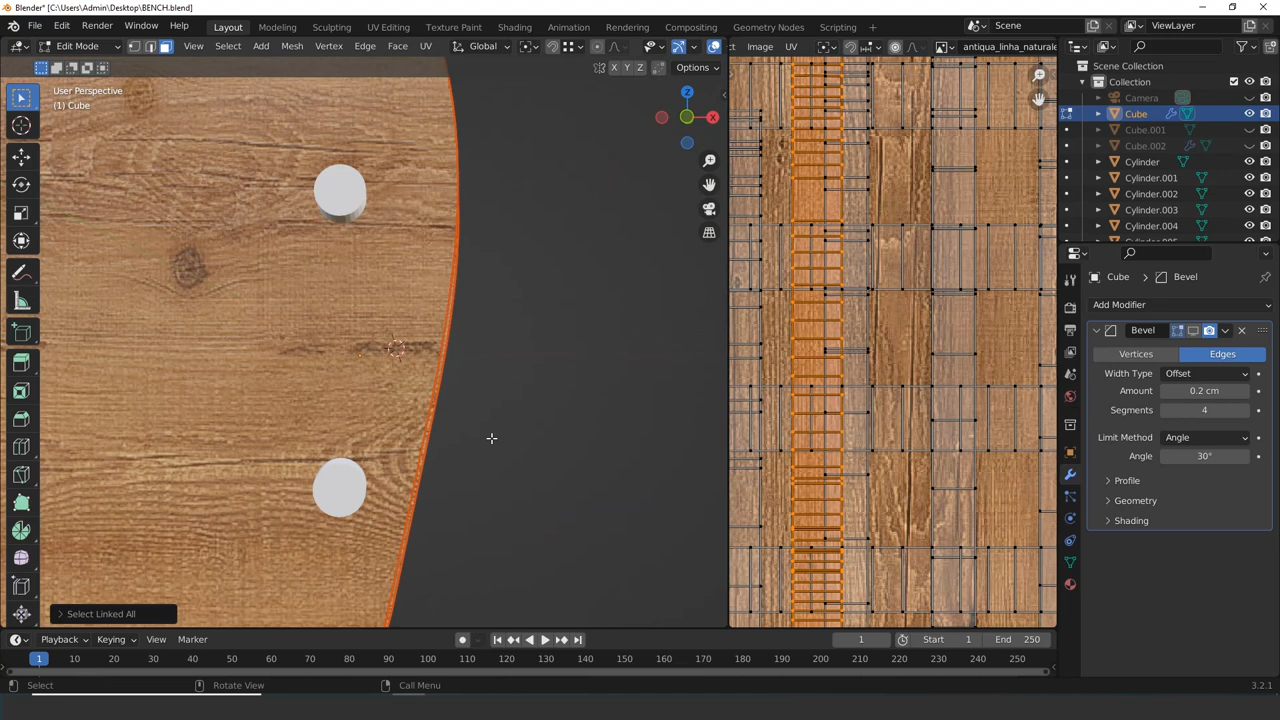 Blender* [C:\Users\Admin\Desktop\BENCH.blend]
File Edit Render Window Help Layout Modeling Sculpting UV Editing Texture Paint Shading Animation Rendering Compositing Geometry Nodes Scripting Scene ViewLayer
Edit Mode View Select Add Mesh Vertex Edge Face UV Global Image UV antiqua_linha_naturale
X Y Z Options
User Perspective
(1) Cube
Z
X
Scene Collection
Collection
Camera
Cube
Cube.001
Cube.002
Cylinder
Cylinder.001
Cylinder.002
Cylinder.003
Cylinder.004
Cube Bevel
Add Modifier
Bevel
Vertices Edges
Width Type Offset
Amount 0.2 cm
Segments 4
Limit Method Angle
Angle 30°
Profile
Geometry
Shading
Select Linked All
Playback Keying View Marker 1 Start 1 End 250
1 10 20 30 40 50 60 70 80 90 100 110 120 130 140 150 160 170 180 190 200 210 220 230 240 250
Select Rotate View Call Menu 3.2.1